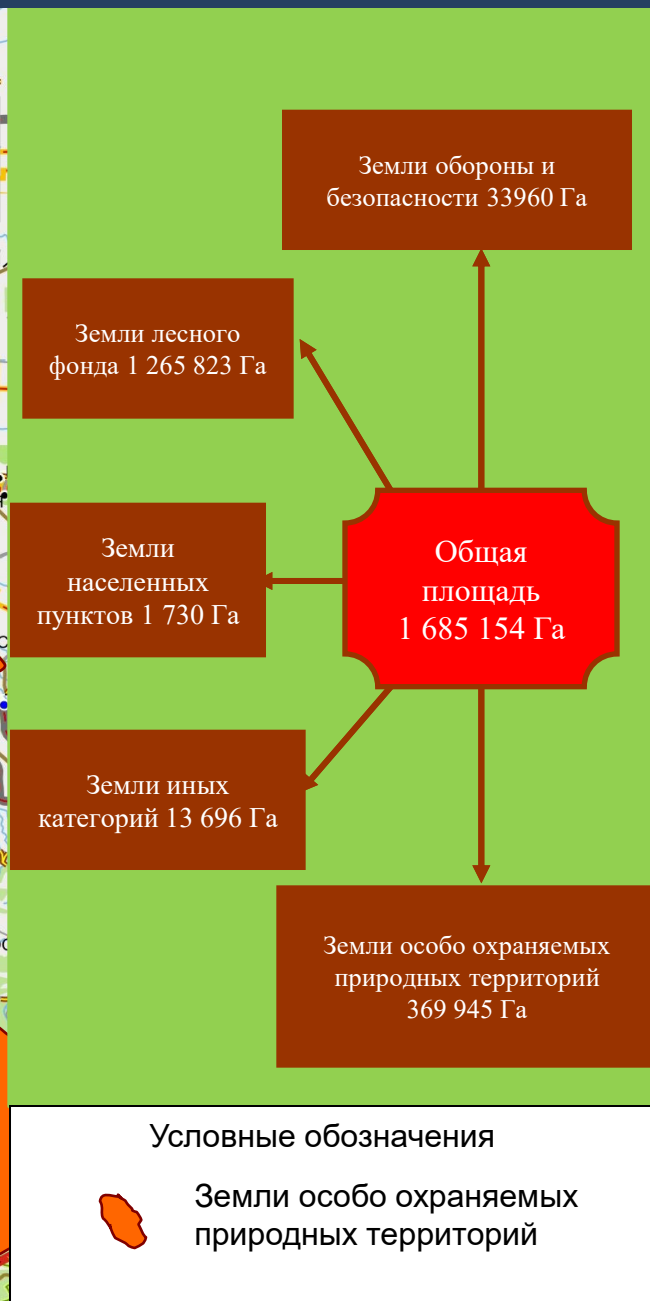 Земли обороны и
безопасности 33960 Га
Земли лесного
фонда 1 265 823 Га
Земли
населенных
пунктов 1 730 Га
Общая
площадь
1 685 154 Га
Земли иных
категорий 13 696 Га
Земли особо охраняемых
природных территорий
369 945 Га
Условные обозначения
Земли особо охраняемых
природных территорий